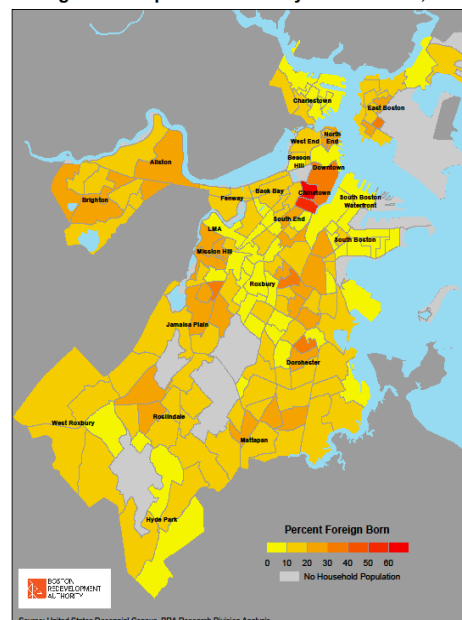 Charlestown
East Boston
West End
North
End
Beacon
Hill
Downtown
Allston
Back Bay
Chinatown
Fenway
Brighton
South End
South Boston
Waterfront
LMA
South Boston
Mission Hill
Roxbury
Jamaica Plain
Dorchester
West Roxbury
Roslindale
Mattapan
Hyde Park
Percent Foreign Born
0 10 20 30 40 50 60
No Household Population
BOSTON
REDEVELOPMENT
AUTHORITY